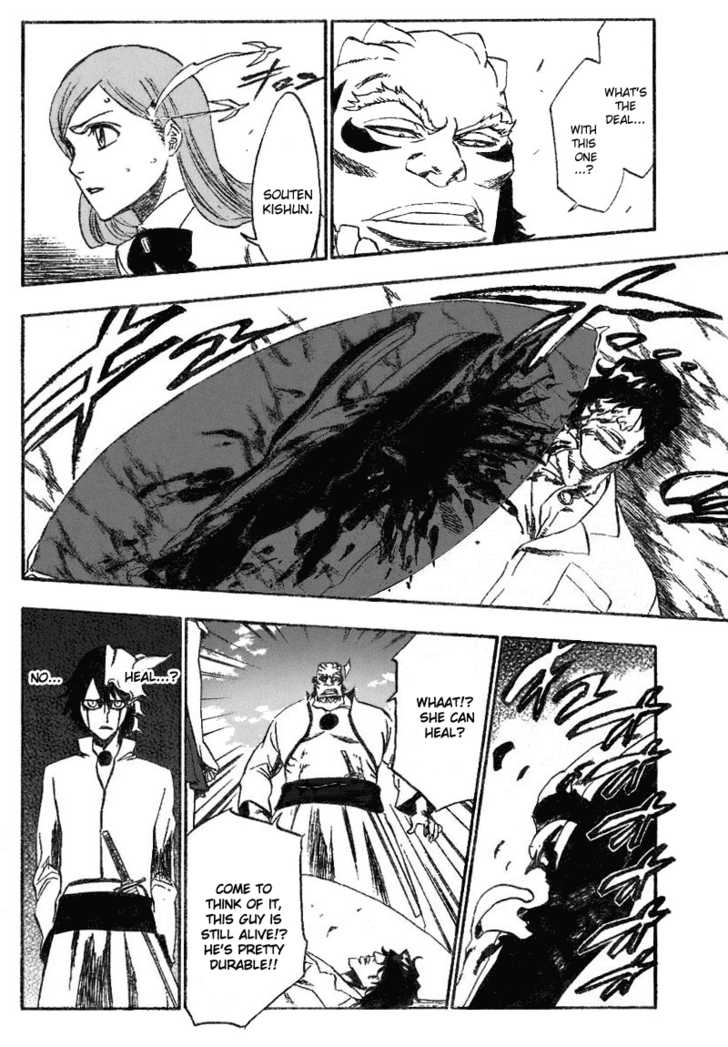 WHAT'S
THE
DEAL...
WITH
THIS
ONE
...?
SOUTEN
KISHUN.
WHAAT!?
SHE CAN
HEAL?
COME TO
THINK OF IT,
THIS GUY IS
STILL ALIVE!?
HE'S PRETTY
DURABLE!!
HEAL...?
NO...